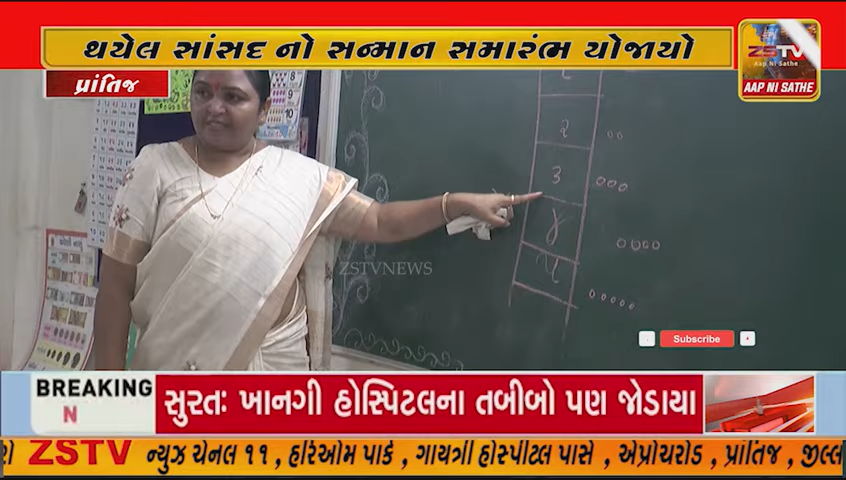 થયેલ સાંસદ નો સન્માન સમારંભ યોજાયો
ZSTV
Aap Ni Sathe
AAP NI SATHE
પ્રાંતિજ
૨
૩
૪
૫
ZSTVNEWS
Subscribe
BREAKING
N
સુરતઃ ખાનગી હોસ્પિટલના તબીબો પણ જોડાયા
ZSTV ન્યુઝ ચેનલ ૧૧ , હરિઓમ પાર્ક , ગાયત્રી હોસ્પીટલ પાસે , એપ્રોચરોડ , પ્રાંતિજ , જીલ્લ